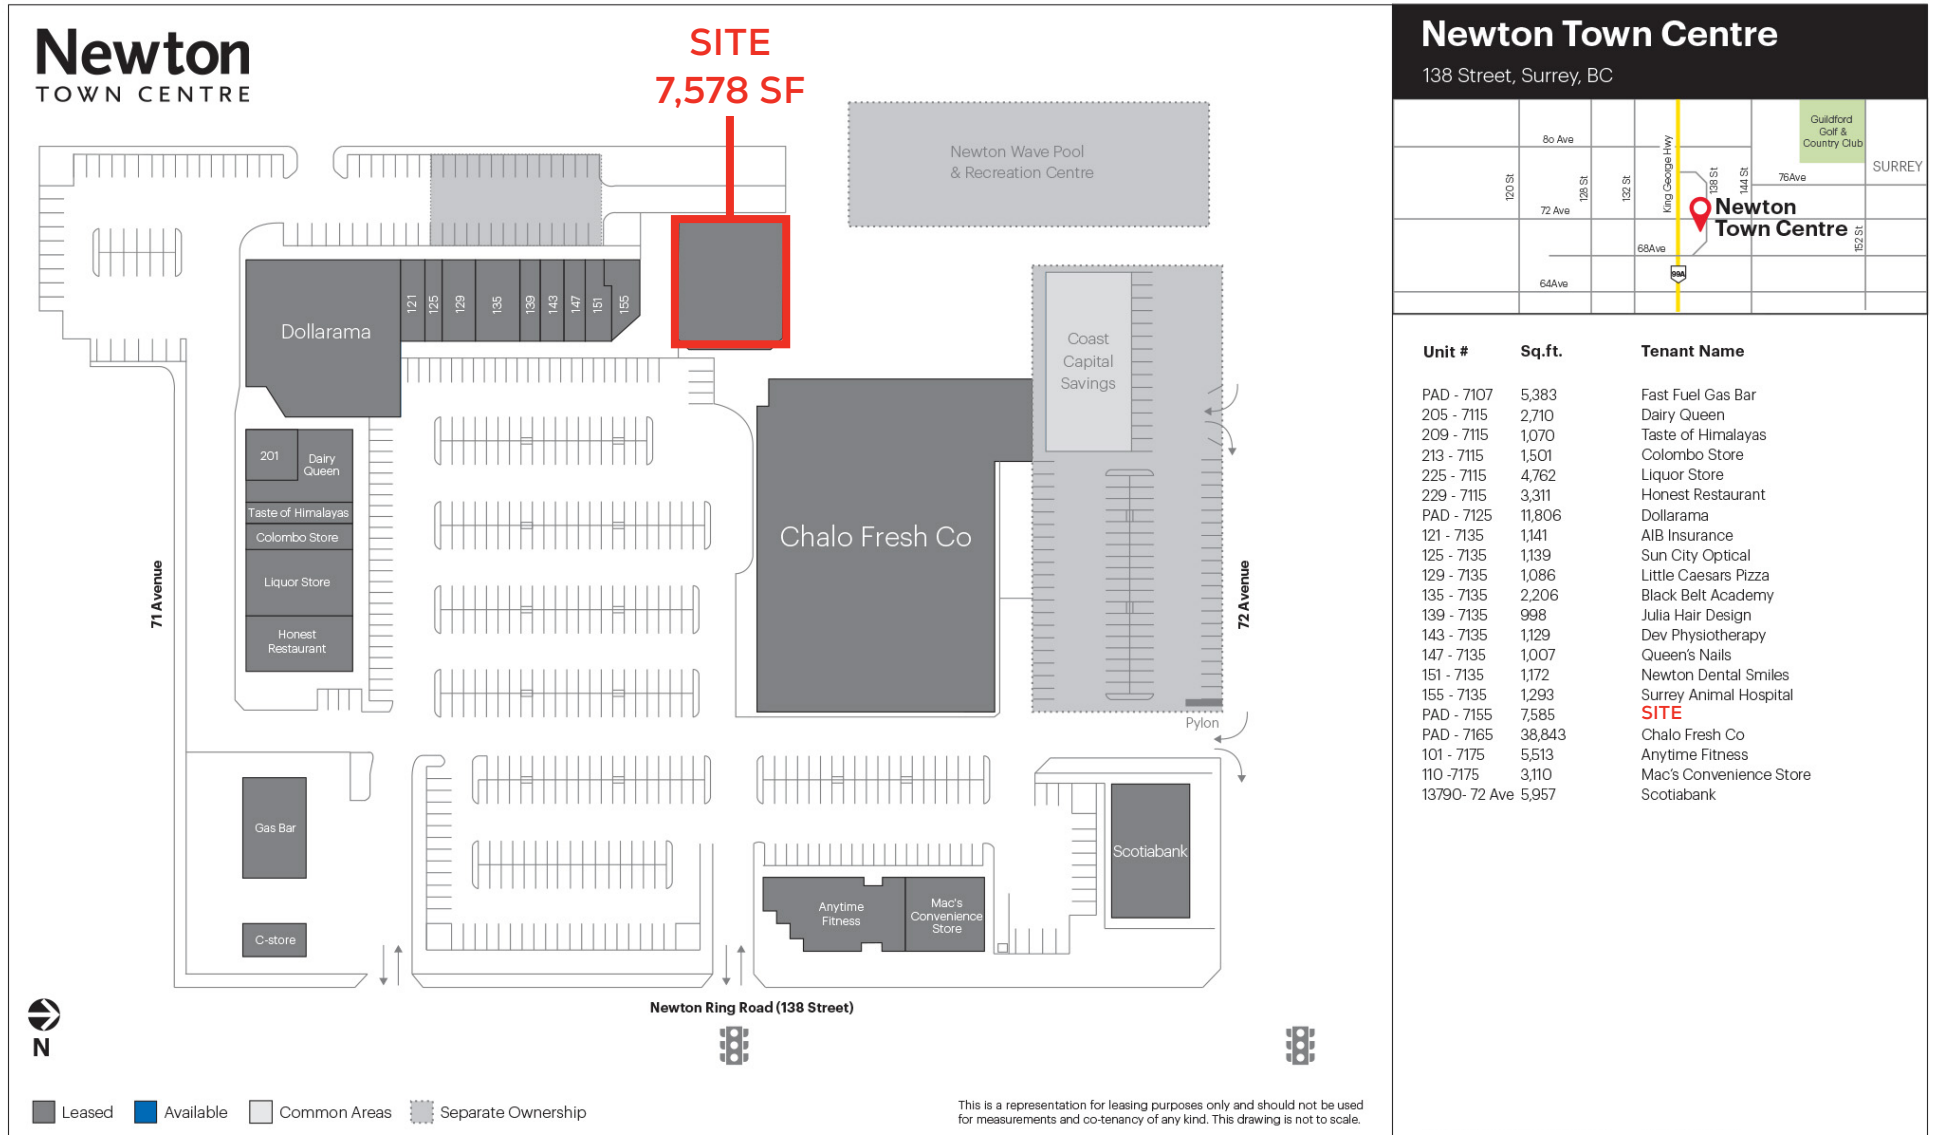 Newton
TOWN CENTRE
SITE
7,578 SF
Newton Wave Pool
& Recreation Centre
Dollarama
121
125
129
135
139
143
147
151
155
Coast
Capital
Savings
201
Dairy
Queen
Taste of Himalayas
Colombo Store
Liquor Store
Honest
Restaurant
Chalo Fresh Co
71 Avenue
72 Avenue
Pylon
Gas Bar
C-store
Anytime
Fitness
Mac's
Convenience
Store
Scotiabank
Newton Ring Road (138 Street)
N
Leased
Available
Common Areas
Separate Ownership
This is a representation for leasing purposes only and should not be used
for measurements and co-tenancy of any kind. This drawing is not to scale.
Newton Town Centre
138 Street, Surrey, BC
80 Ave
72 Ave
68Ave
64Ave
76Ave
120 St
128 St
132 St
King George Hwy
138 St
144 St
152 St
99A
Guildford
Golf &
Country Club
SURREY
Newton
Town Centre
Unit # Sq.ft. Tenant Name
PAD - 7107 5,383 Fast Fuel Gas Bar
205 - 7115 2,710 Dairy Queen
209 - 7115 1,070 Taste of Himalayas
213 - 7115 1,501 Colombo Store
225 - 7115 4,762 Liquor Store
229 - 7115 3,311 Honest Restaurant
PAD - 7125 11,806 Dollarama
121 - 7135 1,141 AIB Insurance
125 - 7135 1,139 Sun City Optical
129 - 7135 1,086 Little Caesars Pizza
135 - 7135 2,206 Black Belt Academy
139 - 7135 998 Julia Hair Design
143 - 7135 1,129 Dev Physiotherapy
147 - 7135 1,007 Queen's Nails
151 - 7135 1,172 Newton Dental Smiles
155 - 7135 1,293 Surrey Animal Hospital
PAD - 7155 7,585 SITE
PAD - 7165 38,843 Chalo Fresh Co
101 - 7175 5,513 Anytime Fitness
110 -7175 3,110 Mac's Convenience Store
13790- 72 Ave 5,957 Scotiabank